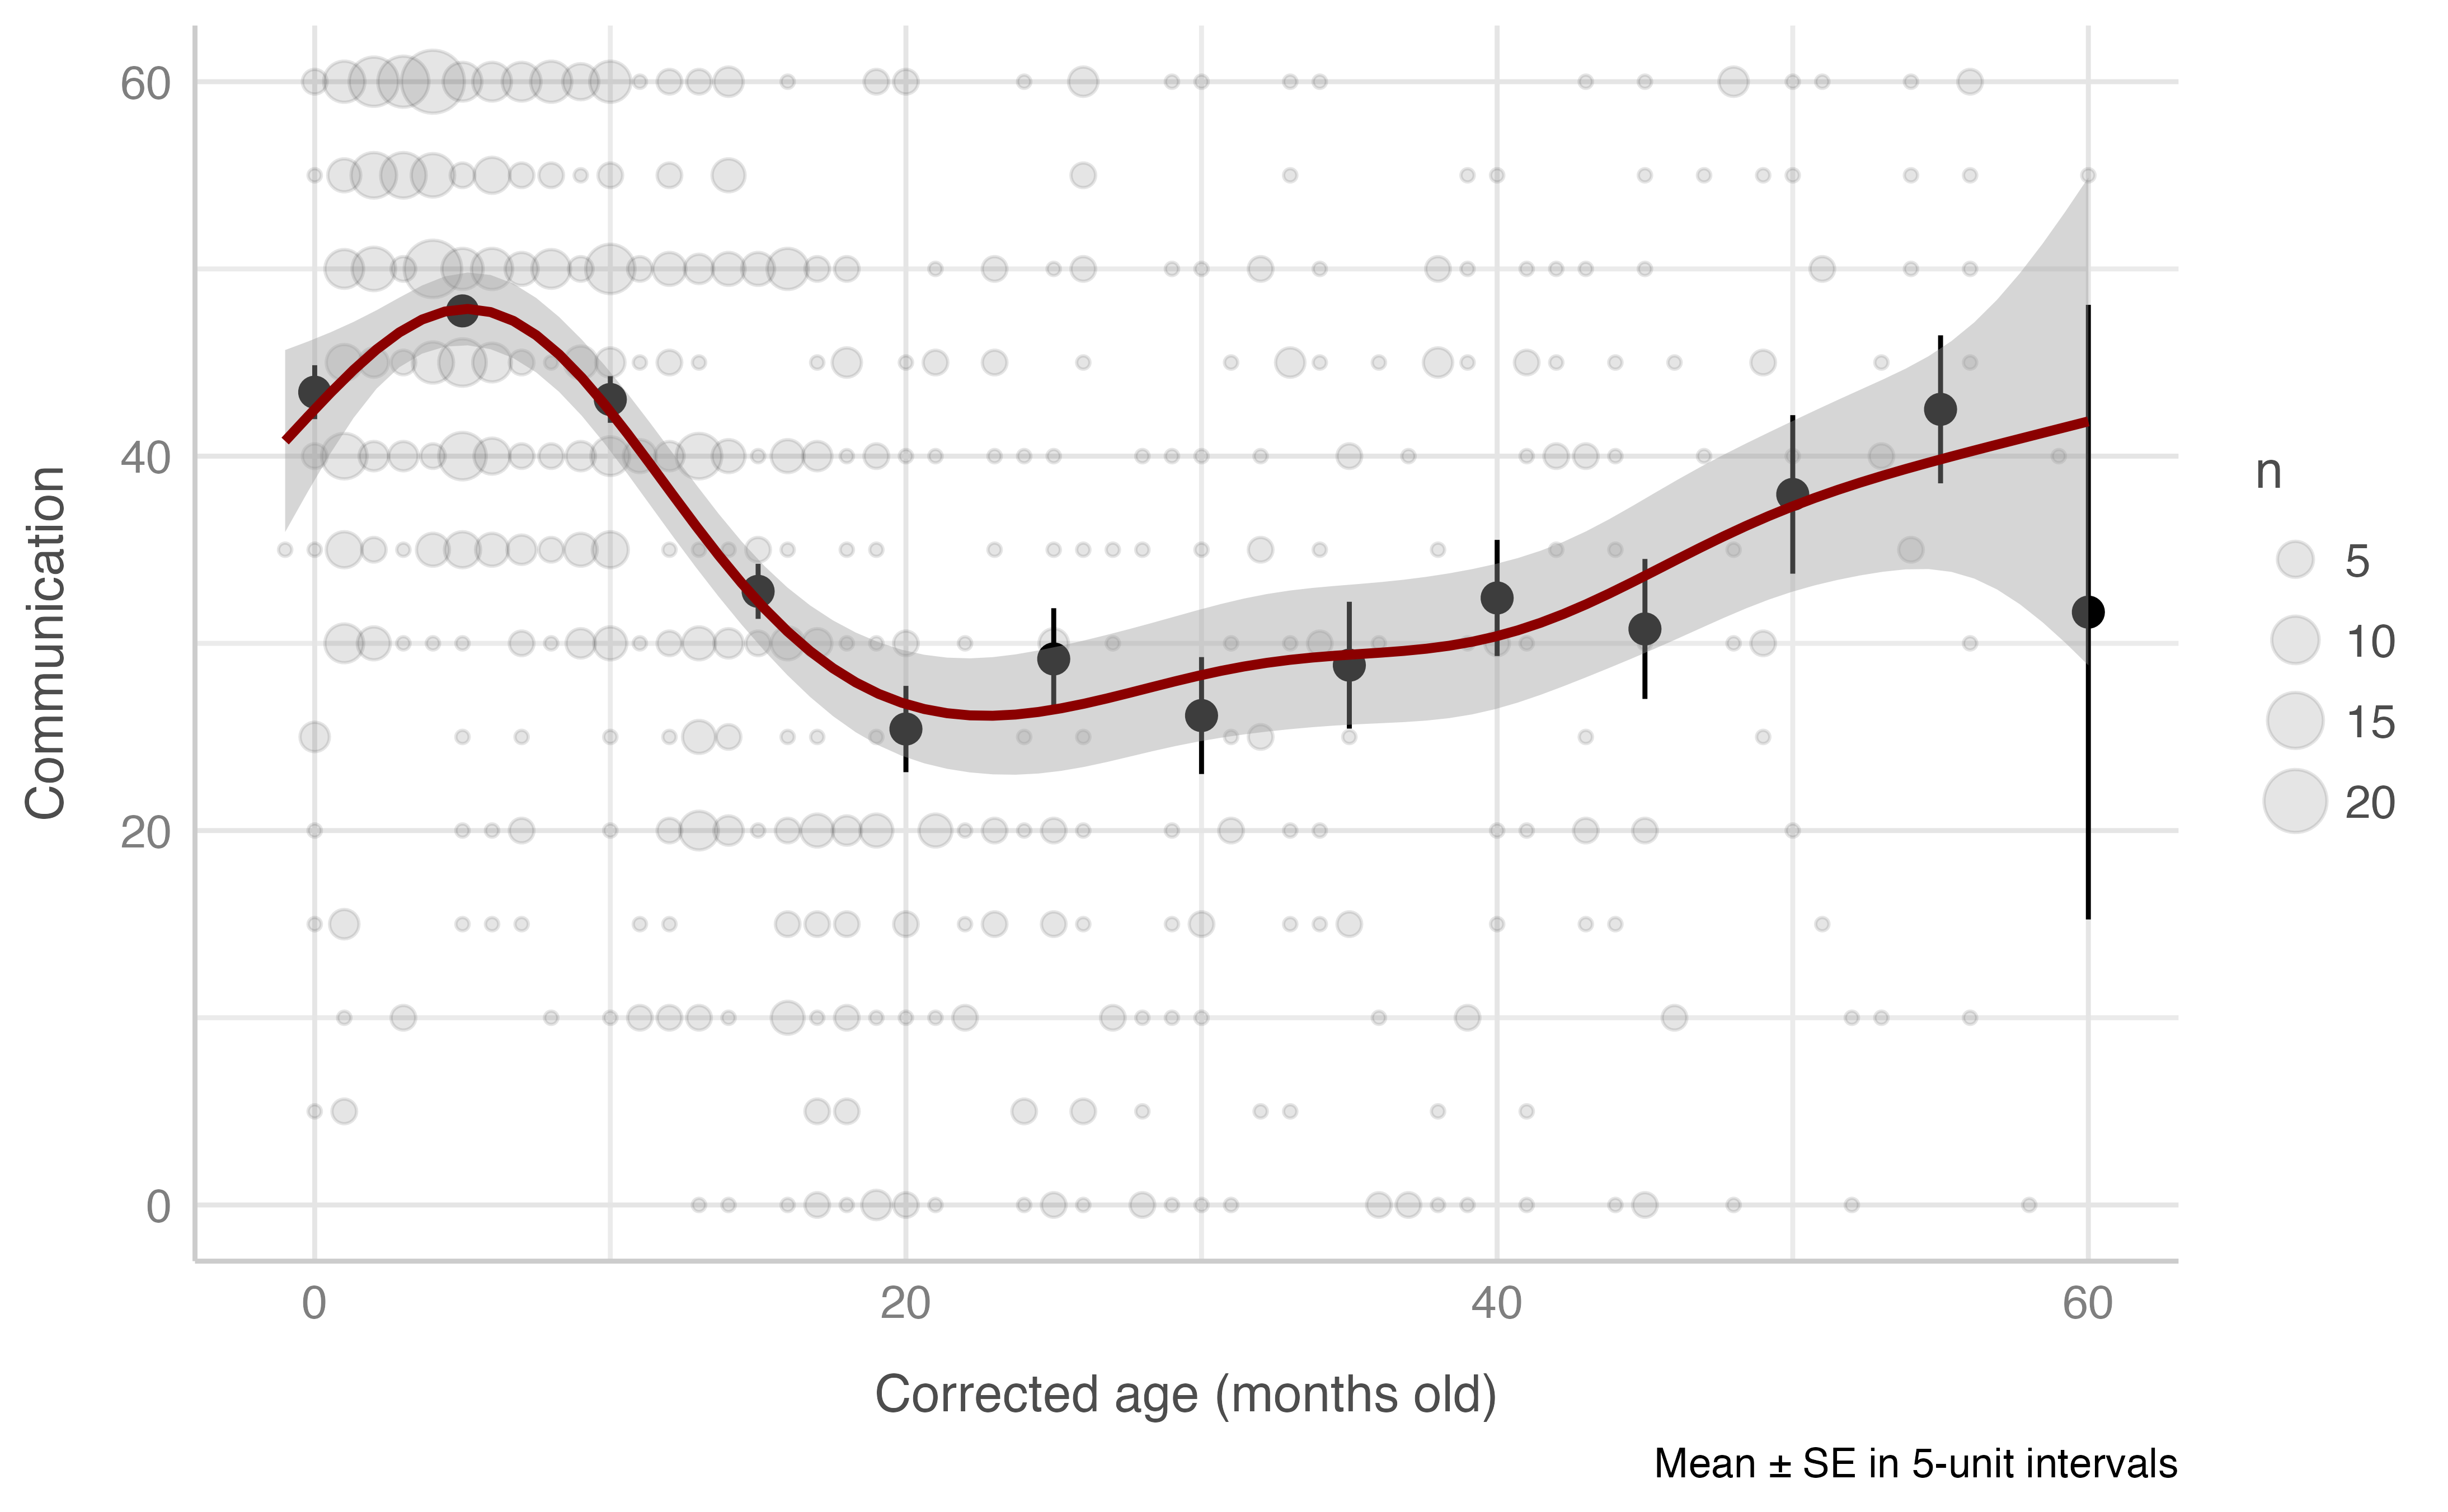 60
40
20
0
Communication
0 20 40 60
Corrected age (months old)
Mean ± SE in 5-unit intervals
n
5
10
15
20